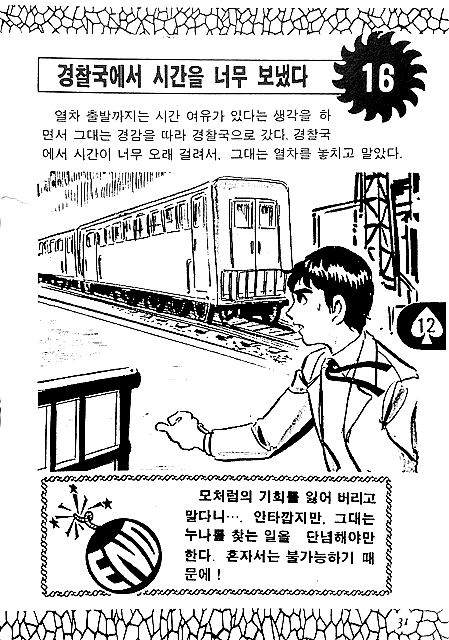 경찰국에서 시간을 너무 보냈다
16
열차 출발까지는 시간 여유가 있다는 생각을 하
면서 그대는 경감을 따라 경찰국으로 갔다. 경찰국
에서 시간이 너무 오래 걸려서, 그대는 열차를 놓치고 말았다.
12
모처럼의 기회를 잃어 버리고
말다니…. 안타깝지만, 그대는
누나를 찾는 일을 단념해야만
한다. 혼자서는 불가능하기 때
문에!